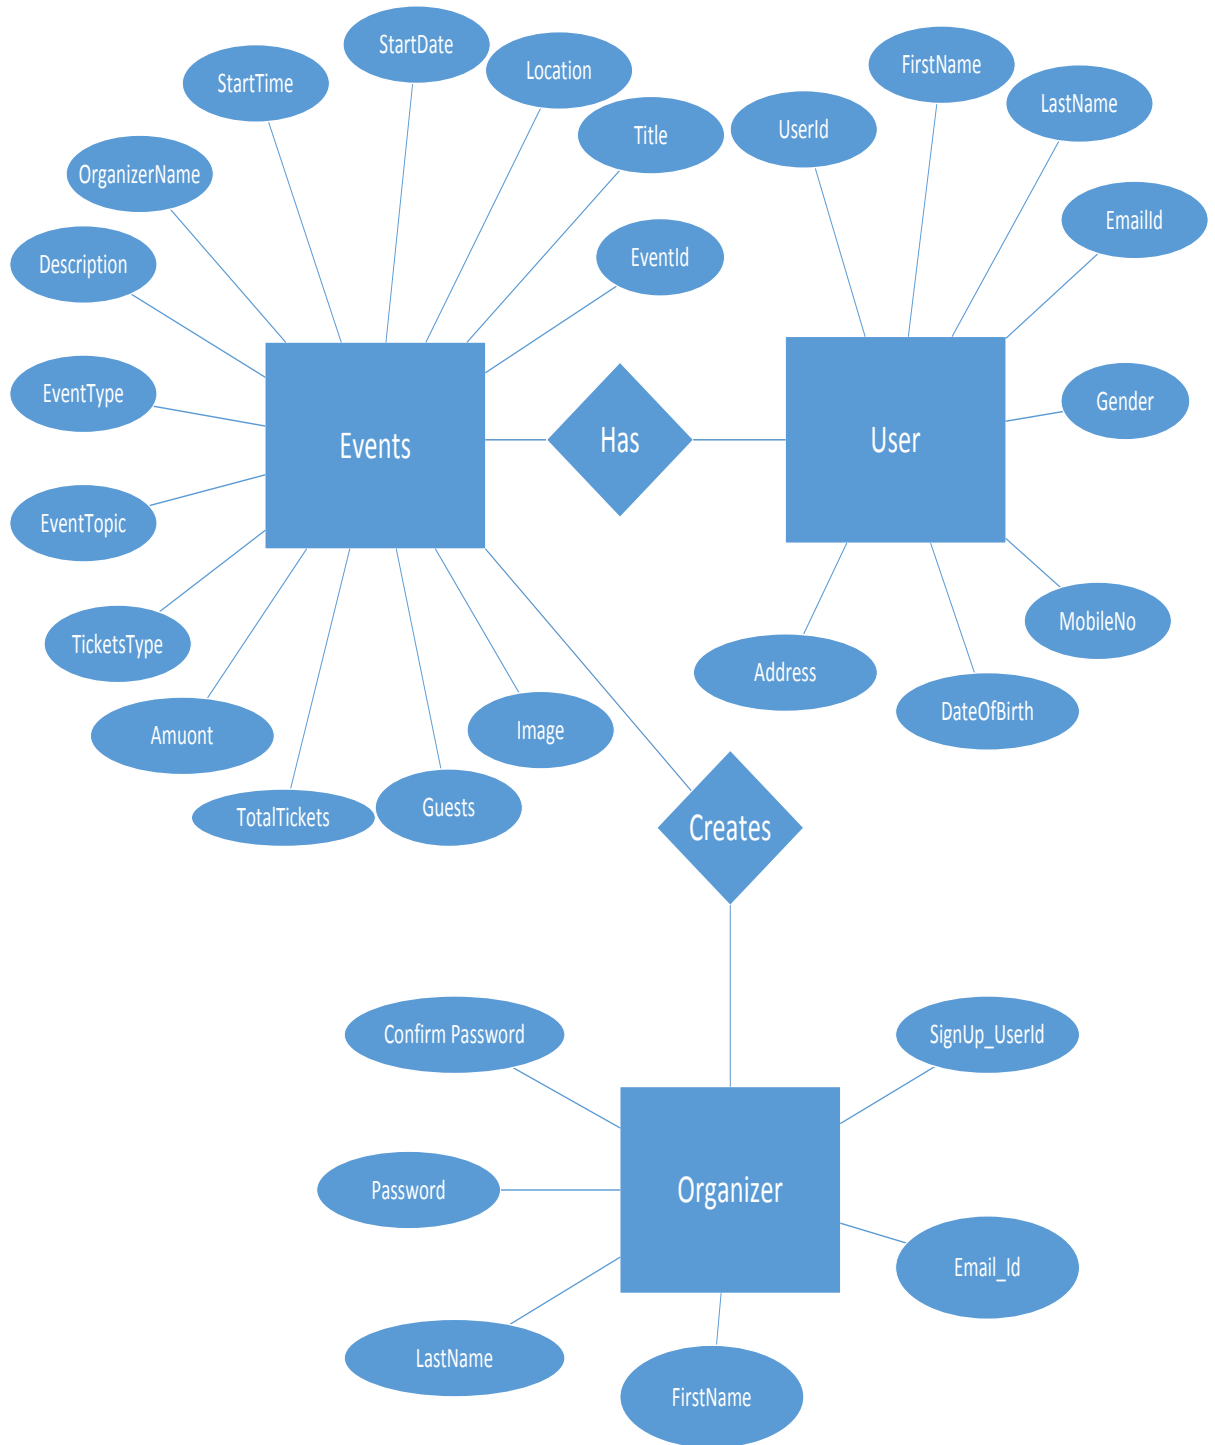 StartDate
Location
StartTime
Title
OrganizerName
Description
EventId
EventType
Events
EventTopic
TicketsType
Amuont
TotalTickets
Guests
Image
Has
FirstName
LastName
UserId
EmailId
Gender
User
MobileNo
Address
DateOfBirth
Creates
Confirm Password
SignUp_UserId
Password
Organizer
Email_Id
LastName
FirstName